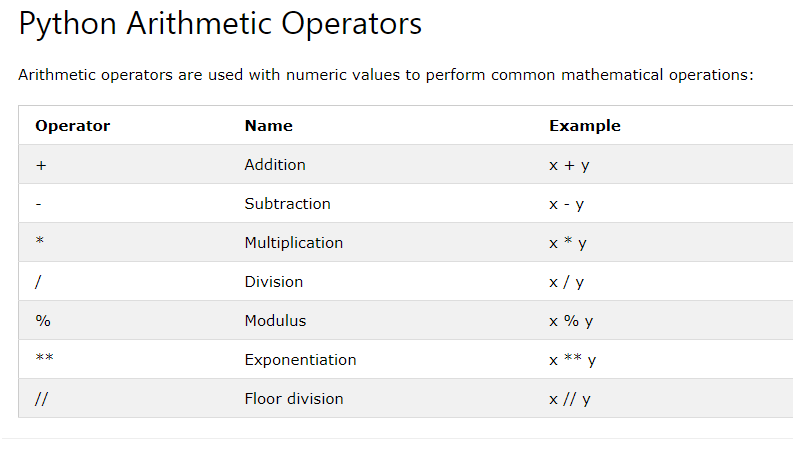 Python Arithmetic Operators
Arithmetic operators are used with numeric values to perform common mathematical operations:
Operator Name Example
+ Addition x + y
- Subtraction x - y
* Multiplication x * y
/ Division x / y
% Modulus x % y
** Exponentiation x ** y
// Floor division x // y